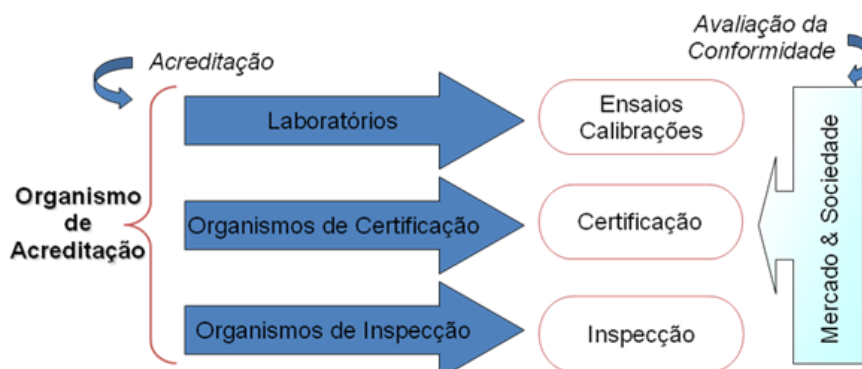 Acreditação
Avaliação da
Conformidade
Organismo
de
Acreditação
Laboratórios
Ensaios
Calibrações
Organismos de Certificação
Certificação
Organismos de Inspecção
Inspecção
Mercado & Sociedade